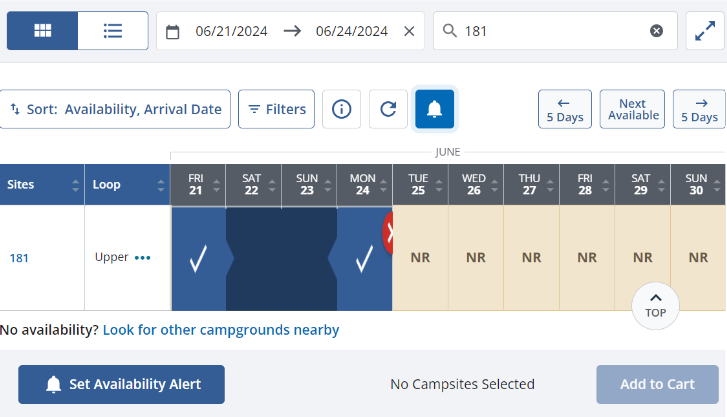 06/21/2024 → 06/24/2024 ×
181
Sort: Availability, Arrival Date
Filters
← 5 Days
Next Available
→ 5 Days
JUNE
Sites Loop FRI 21 SAT 22 SUN 23 MON 24 TUE 25 WED 26 THU 27 FRI 28 SAT 29 SUN 30
181 Upper ••• NR NR NR NR NR NR
TOP
No availability? Look for other campgrounds nearby
Set Availability Alert
No Campsites Selected
Add to Cart